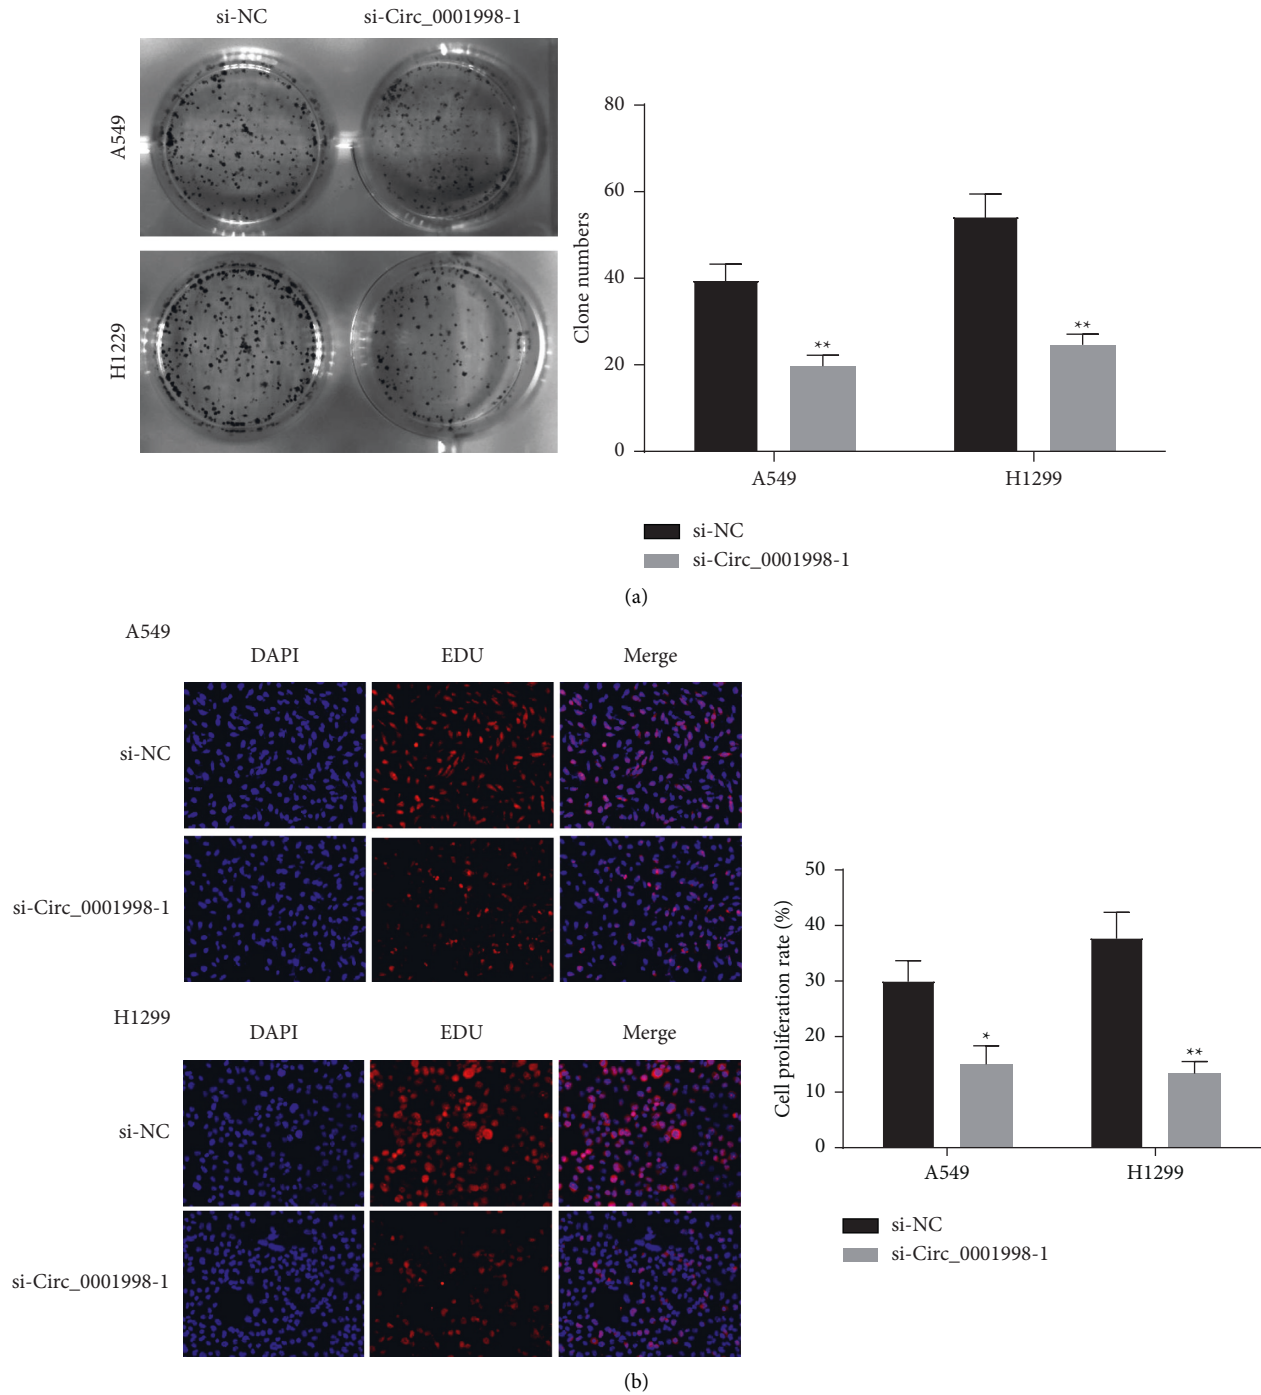 si-NC si-Circ_0001998-1
A549
H1229
Clone numbers
80
60
40
20
0
** **
A549 H1299
si-NC
si-Circ_0001998-1
(a)
A549
DAPI EDU Merge
si-NC
si-Circ_0001998-1
H1299
DAPI EDU Merge
si-NC
si-Circ_0001998-1
Cell proliferation rate (%)
50
40
30
20
10
0
* **
A549 H1299
si-NC
si-Circ_0001998-1
(b)